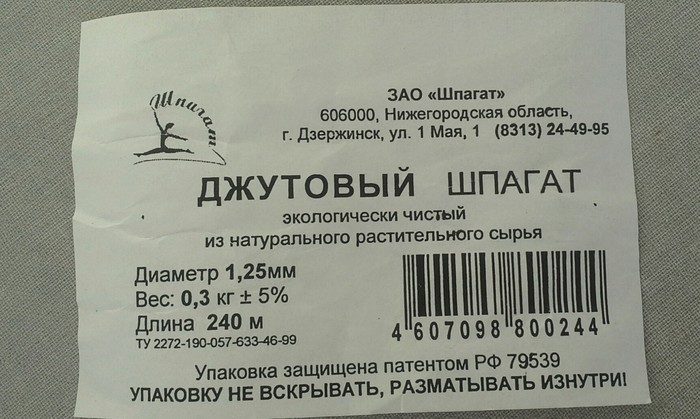 Шпагат
ЗАО «Шпагат»
606000, Нижегородская область,
г. Дзержинск, ул. 1 Мая, 1 (8313) 24-49-95
ДЖУТОВЫЙ ШПАГАТ
экологически чистый
из натурального растительного сырья
Диаметр 1,25мм
Вес: 0,3 кг ± 5%
Длина 240 м
ТУ 2272-190-057-633-46-99
4 607098 800244
Упаковка защищена патентом РФ 79539
УПАКОВКУ НЕ ВСКРЫВАТЬ, РАЗМАТЫВАТЬ ИЗНУТРИ!